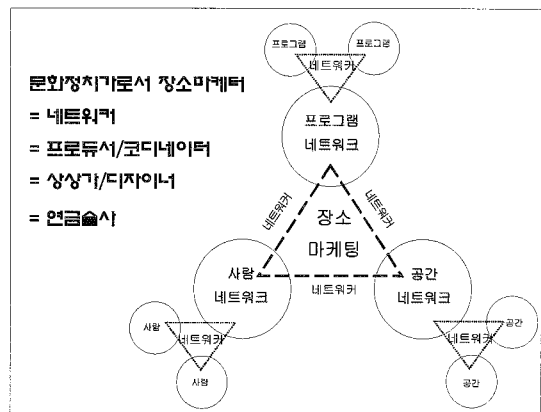 문화정치가로서 장소마케터
= 네트워커
= 프로듀서/코디네이터
= 상상가/디자이너
= 연금술사
프로그램
프로그램
네트워커
프로그램
네트워크
네트워커
네트워커
장소
마케팅
사람
네트워크
네트워커
공간
네트워크
사람
네트워커
사람
공간
네트워커
공간